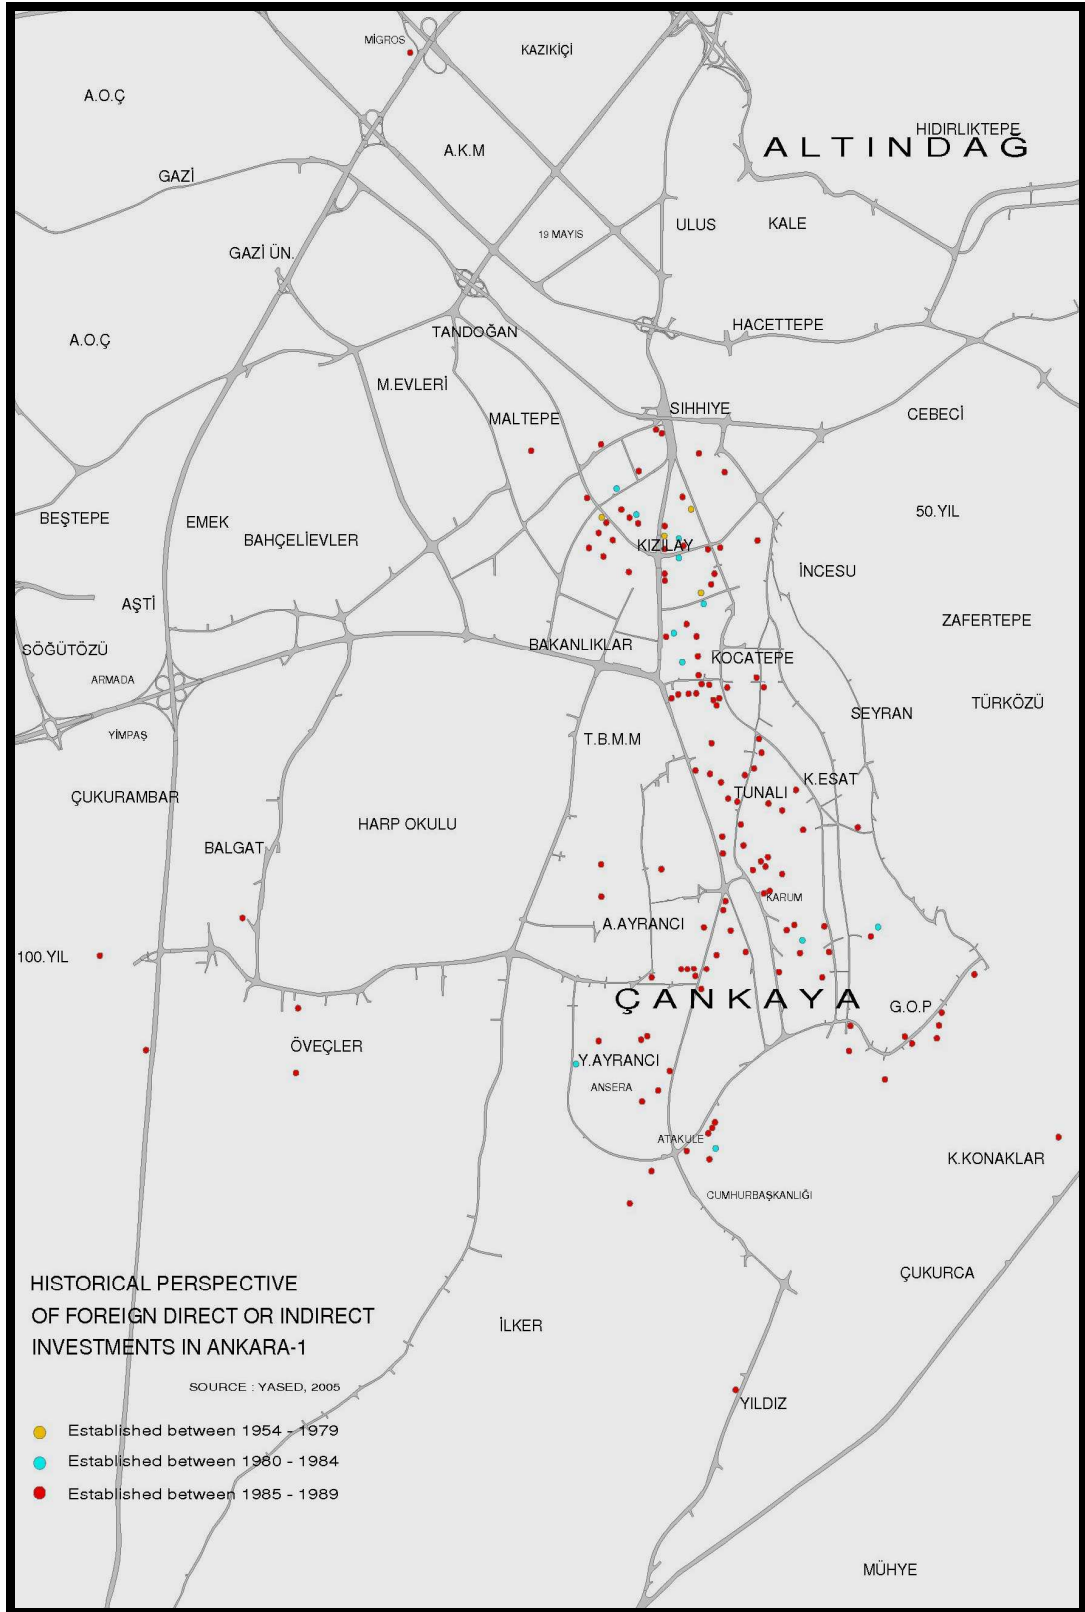 MİGROS
KAZIKİÇİ
A.O.Ç
HIDIRLIKTEPE
ALTINDAĞ
A.K.M
GAZİ
ULUS
KALE
19 MAYIS
GAZİ ÜN.
HACETTEPE
TANDOĞAN
A.O.Ç
M.EVLERİ
SIHHIYE
CEBECİ
MALTEPE
50.YIL
BEŞTEPE
EMEK
BAHÇELİEVLER
KIZILAY
İNCESU
AŞTİ
ZAFERTEPE
BAKANLIKLAR
SÖĞÜTÖZÜ
KOCATEPE
ARMADA
TÜRKÖZÜ
SEYRAN
YİMPAŞ
T.B.M.M
K.ESAT
TUNALI
ÇUKURAMBAR
HARP OKULU
BALGAT
KARUM
A.AYRANCI
100.YIL
ÇANKAYA
G.O.P
ÖVEÇLER
Y.AYRANCI
ANSERA
ATAKULE
K.KONAKLAR
CUMHURBAŞKANLIĞI
ÇUKURCA
HISTORICAL PERSPECTIVE
OF FOREIGN DIRECT OR INDIRECT
INVESTMENTS IN ANKARA-1
İLKER
SOURCE : YASED, 2005
YILDIZ
Established between 1954 - 1979
Established between 1980 - 1984
Established between 1985 - 1989
MÜHYE